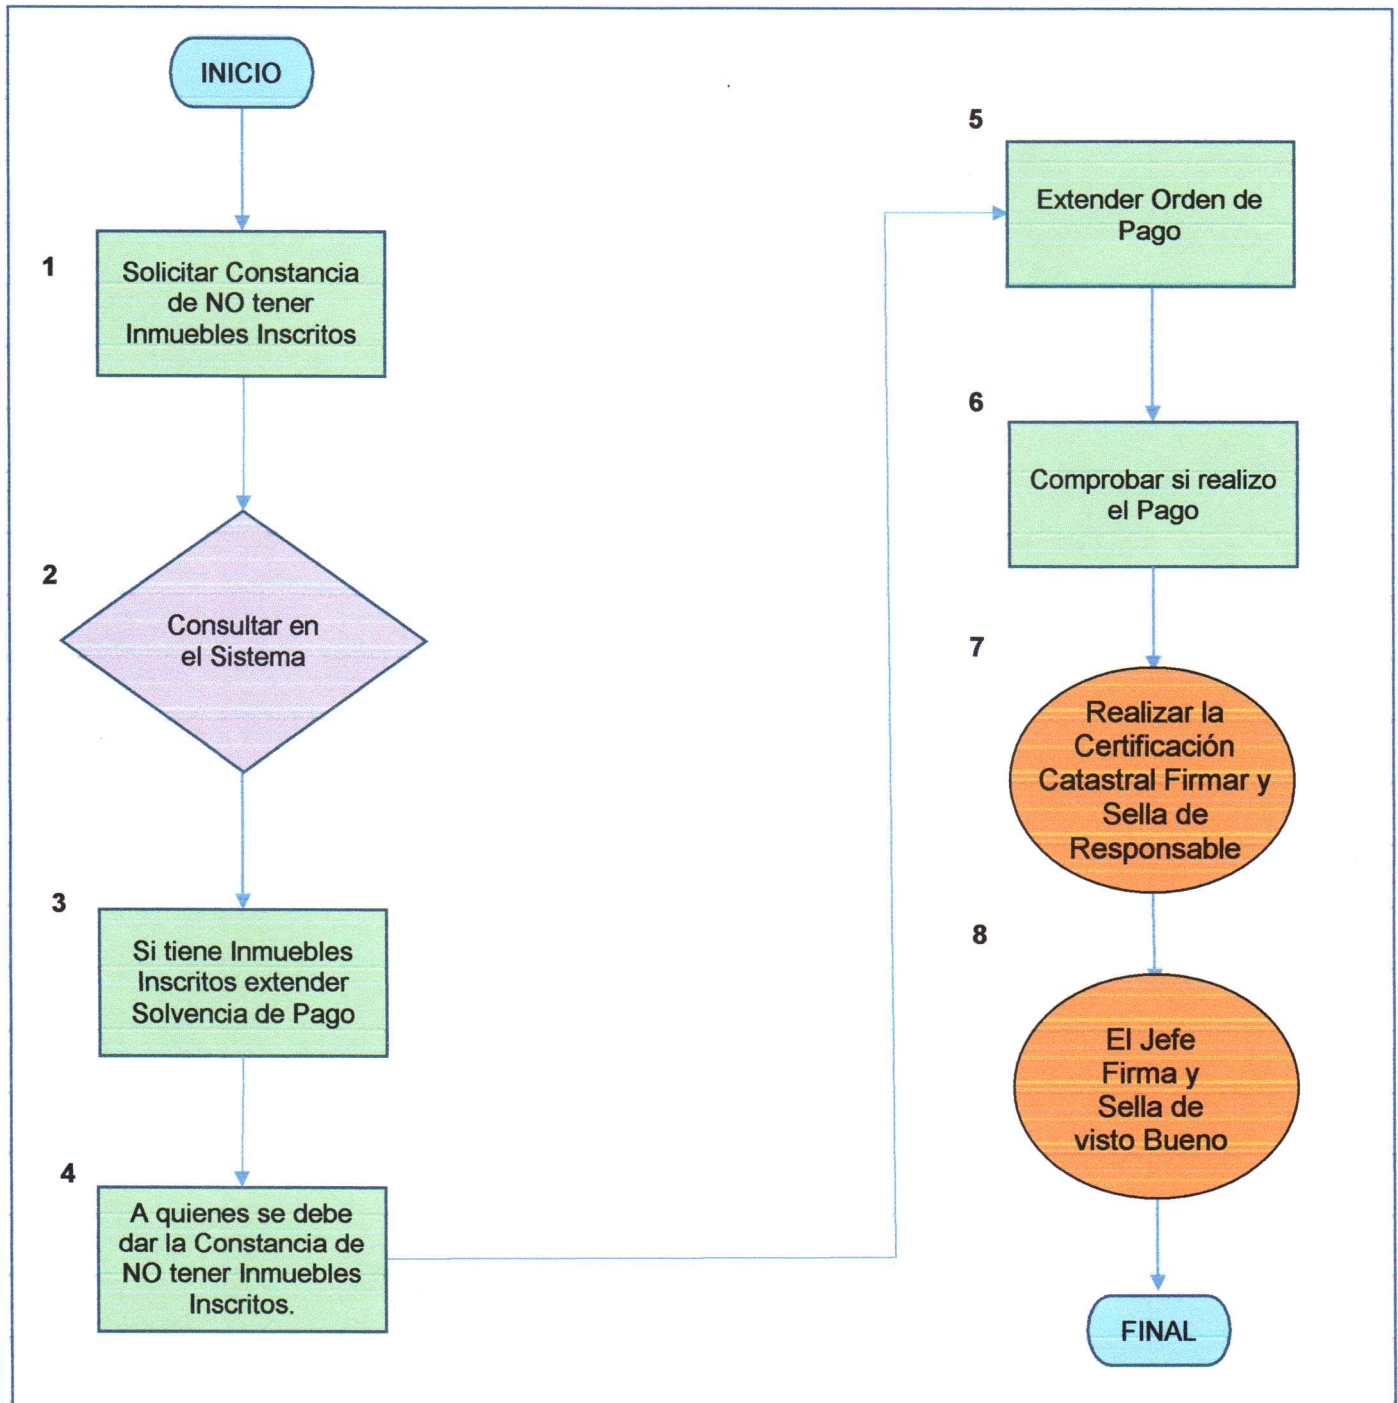 INICIO
1
Solicitar Constancia
de NO tener
Inmuebles Inscritos
2
Consultar en
el Sistema
3
Si tiene Inmuebles
Inscritos extender
Solvencia de Pago
4
A quienes se debe
dar la Constancia de
NO tener Inmuebles
Inscritos.
5
Extender Orden de
Pago
6
Comprobar si realizo
el Pago
7
Realizar la
Certificación
Catastral Firmar y
Sella de
Responsable
8
El Jefe
Firma y
Sella de
visto Bueno
FINAL